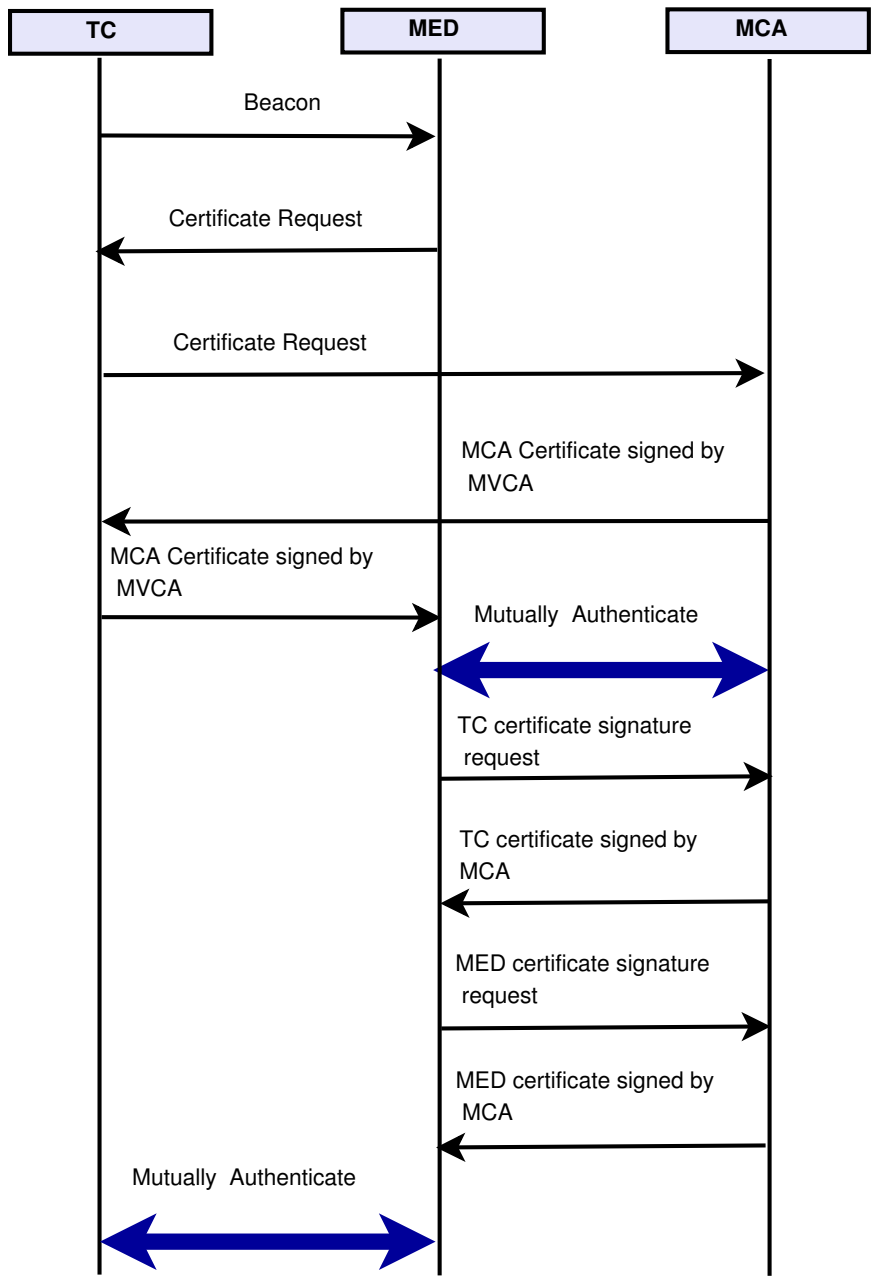 TC
MED
MCA
Beacon
Certificate Request
Certificate Request
MCA Certificate signed by
MVCA
MCA Certificate signed by
MVCA
Mutually Authenticate
TC certificate signature
request
TC certificate signed by
MCA
MED certificate signature
request
MED certificate signed by
MCA
Mutually Authenticate